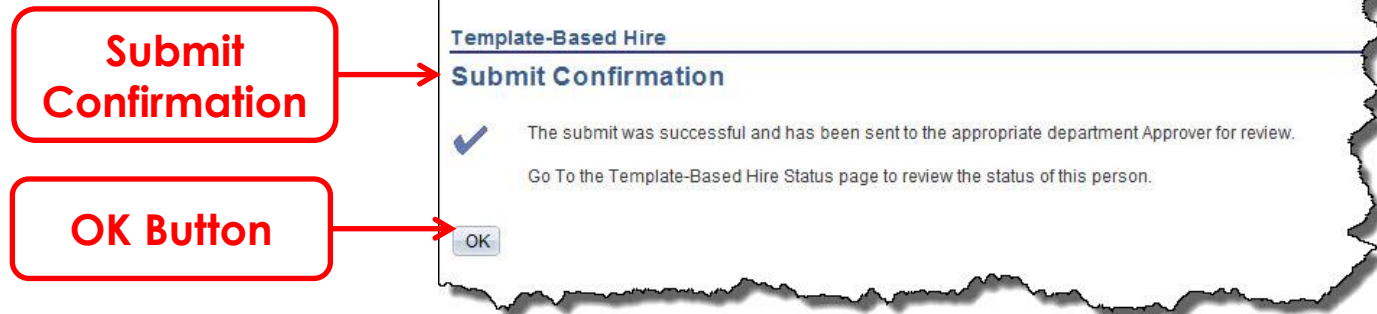 Submit
Confirmation
OK Button
Template-Based Hire
Submit Confirmation
The submit was successful and has been sent to the appropriate department Approver for review.
Go To the Template-Based Hire Status page to review the status of this person.
OK